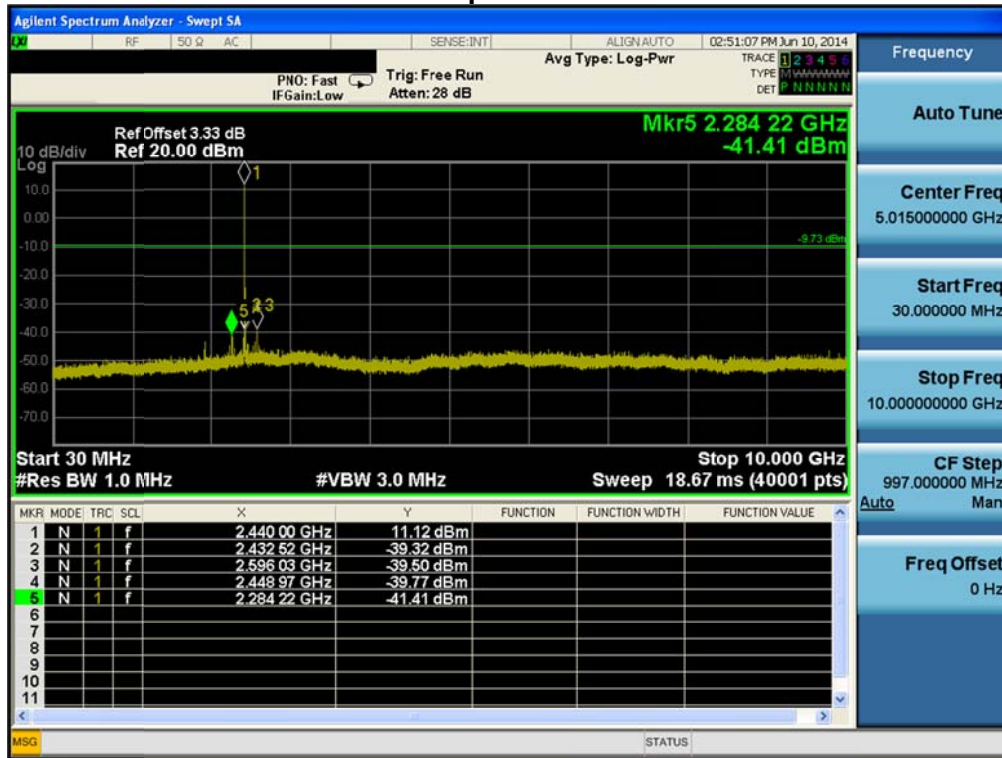 Agilent Spectrum Analyzer - Swept SA
LXI RF 50 Ω AC SENSE:INT ALIGN AUTO 02:51:07 PM Jun 10, 2014
Avg Type: Log-Pwr TRACE 1 2 3 4 5 6
PNO: Fast Trig: Free Run TYPE M WWWWW
IFGain:Low Atten: 28 dB DET P N N N N N
Frequency
Mkr5 2.284 22 GHz
-41.41 dBm
Ref Offset 3.33 dB
10 dB/div Ref 20.00 dBm
Log
1
10.0
0.00
-10.0
-9.73 dBm
-20.0
-30.0
5 3
-40.0
-50.0
-60.0
-70.0
Start 30 MHz Stop 10.000 GHz
#Res BW 1.0 MHz #VBW 3.0 MHz Sweep 18.67 ms (40001 pts)
MKR MODE TRC SCL X Y FUNCTION FUNCTION WIDTH FUNCTION VALUE
1 N 1 f 2.440 00 GHz 11.12 dBm
2 N 1 f 2.432 52 GHz -39.32 dBm
3 N 1 f 2.596 03 GHz -39.50 dBm
4 N 1 f 2.448 97 GHz -39.77 dBm
5 N 1 f 2.284 22 GHz -41.41 dBm
6
7
8
9
10
11
MSG STATUS
Auto Tune
Center Freq
5.015000000 GHz
Start Freq
30.000000 MHz
Stop Freq
10.000000000 GHz
CF Step
997.000000 MHz
Auto Man
Freq Offset
0 Hz